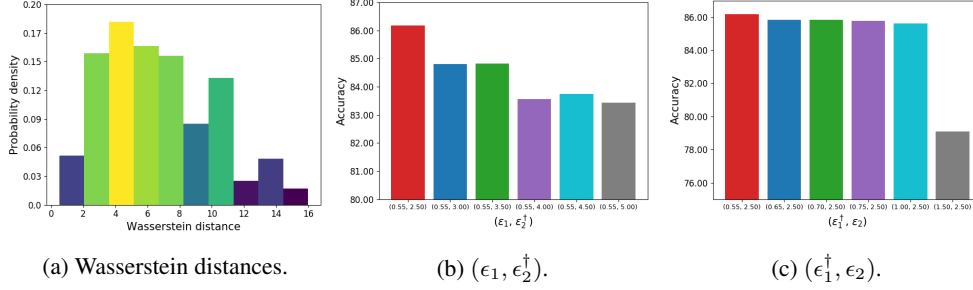 0.20
0.17
0.15
0.12
0.09
0.06
0.03
0.0
Probability density
0 2 4 6 8 10 12 14 16
Wasserstein distance
(a) Wasserstein distances.
87.00
86.00
85.00
84.00
83.00
82.00
81.00
80.00
Accuracy
(0.55, 2.50) (0.55, 3.00) (0.55, 3.50) (0.55, 4.00) (0.55, 4.50) (0.55, 5.00)
(ε₁, ε₂†)
(b) (ϵ₁, ϵ₂†).
86.00
84.00
82.00
80.00
78.00
76.00
Accuracy
(0.55, 2.50) (0.65, 2.50) (0.70, 2.50) (0.75, 2.50) (1.00, 2.50) (1.50, 2.50)
(ε₁†, ε₂)
(c) (ϵ₁†, ϵ₂).